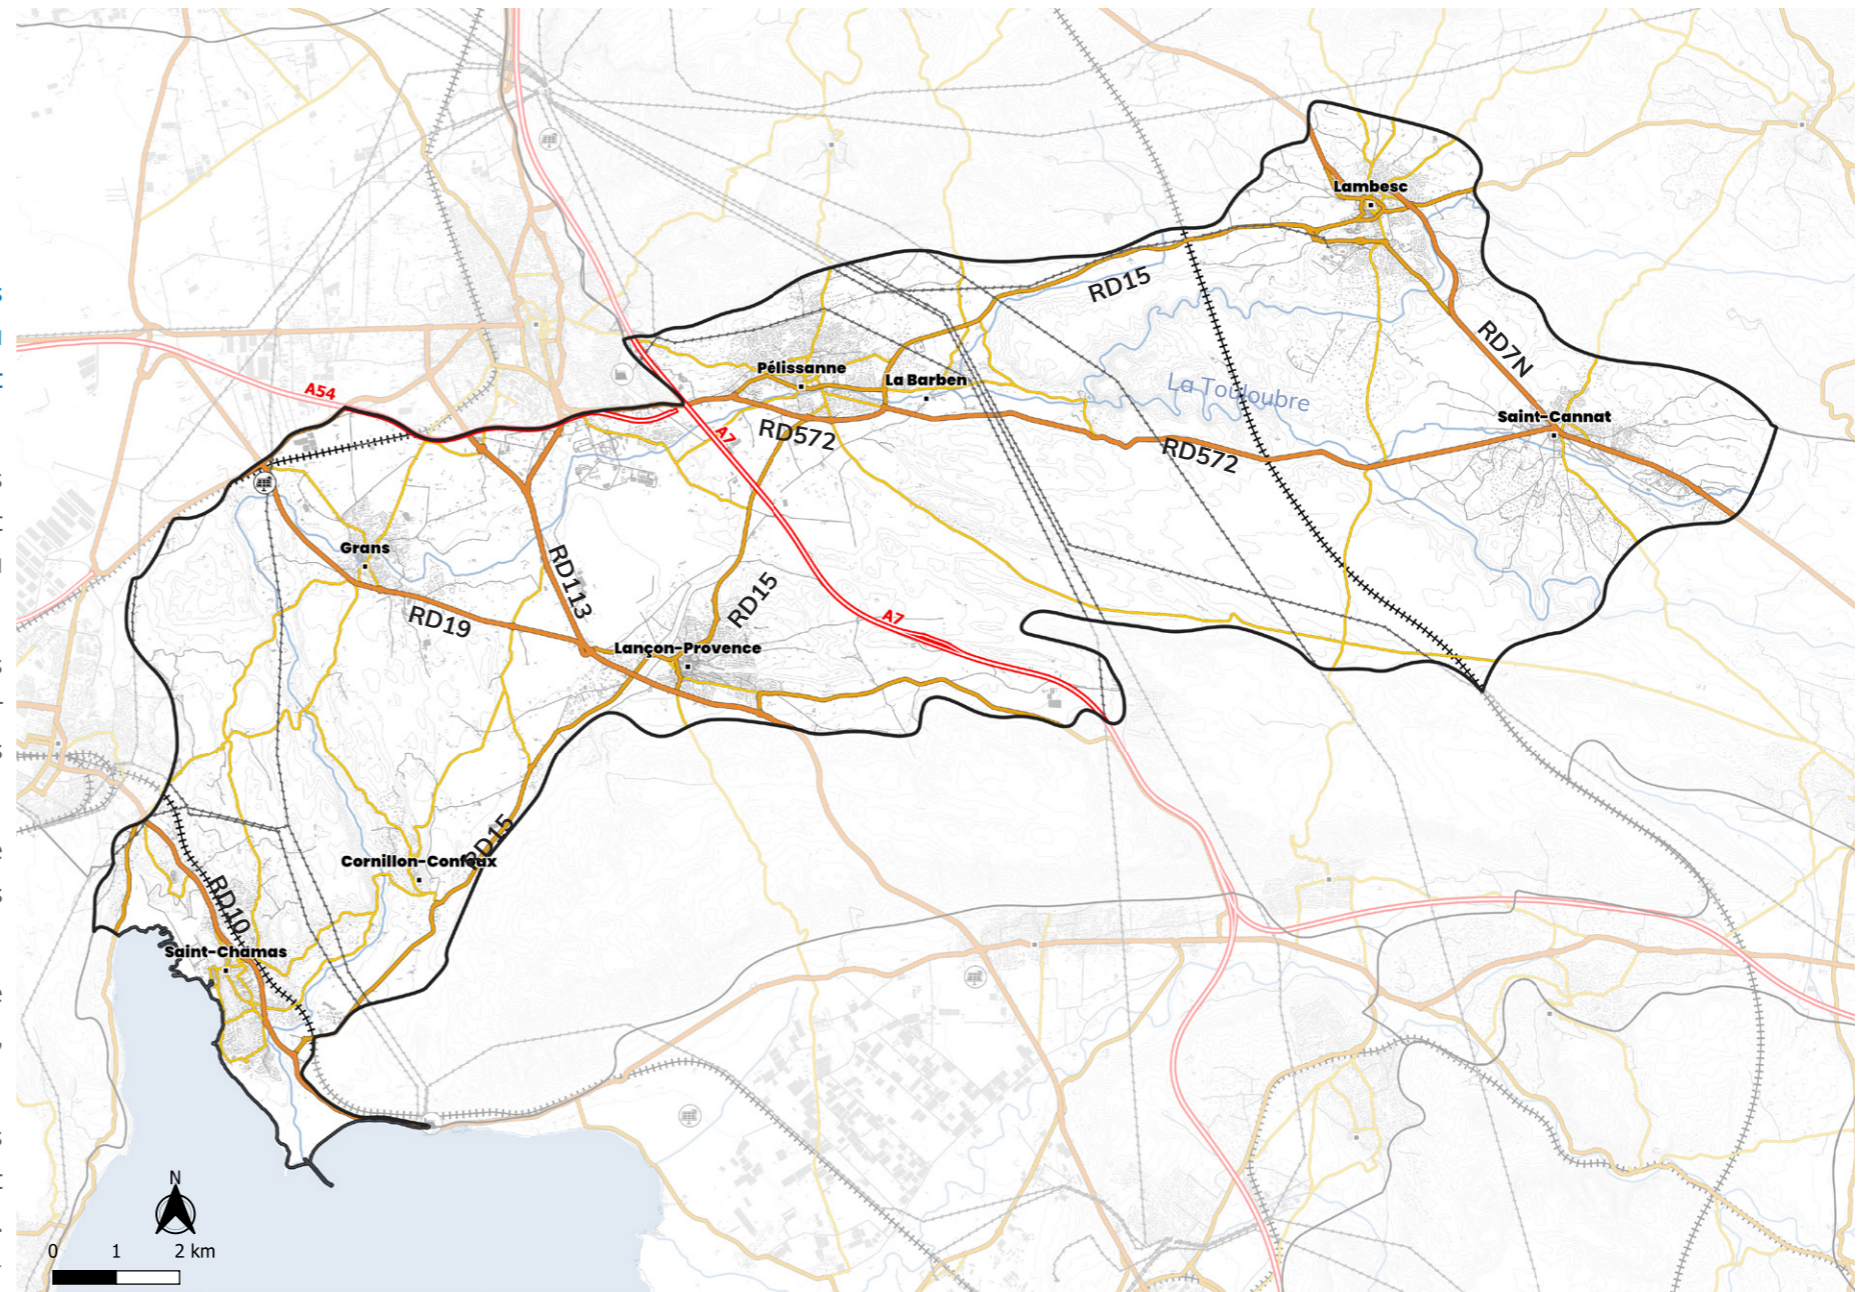 Lambesc
RD15
RD7N
A54
Pélissanne
La Barben
La Touloubre
Saint-Cannat
A7
RD572
RD572
Grans
RD113
RD15
RD19
A7
Lançon-Provence
RD15
Cornillon-Confoux
RD10
Saint-Chamas
N
0 1 2 km